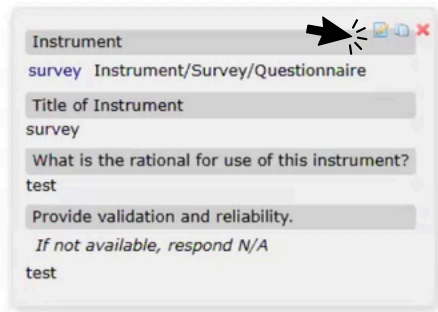 Instrument
survey Instrument/Survey/Questionnaire
Title of Instrument
survey
What is the rational for use of this instrument?
test
Provide validation and reliability.
If not available, respond N/A
test